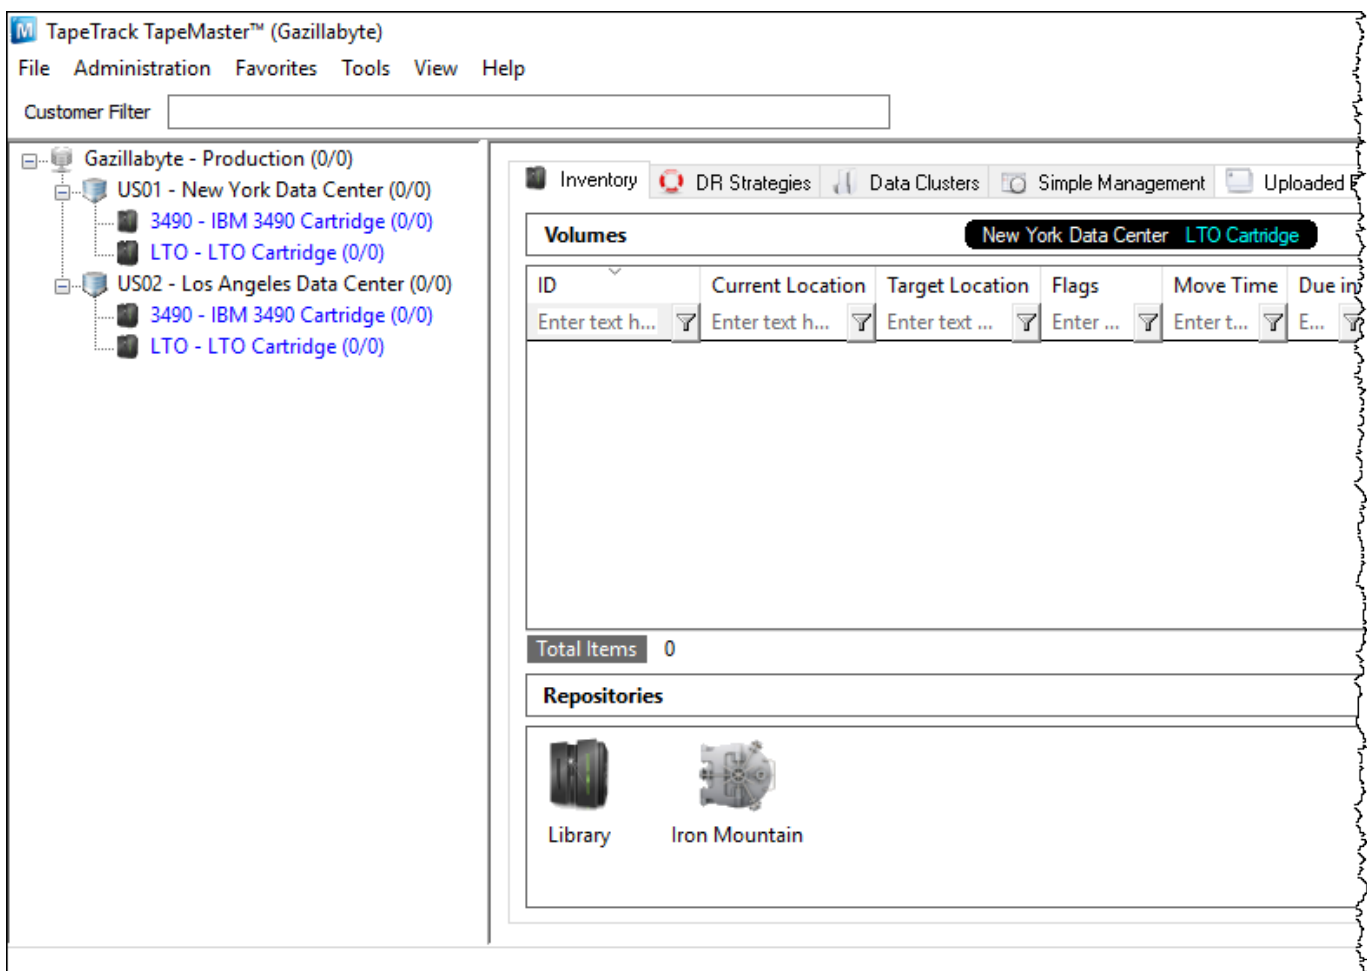 TapeTrack TapeMaster™ (Gazillabyte)
File Administration Favorites Tools View Help
Customer Filter
Gazillabyte - Production (0/0)
US01 - New York Data Center (0/0)
3490 - IBM 3490 Cartridge (0/0)
LTO - LTO Cartridge (0/0)
US02 - Los Angeles Data Center (0/0)
3490 - IBM 3490 Cartridge (0/0)
LTO - LTO Cartridge (0/0)
Inventory DR Strategies Data Clusters Simple Management Uploaded
Volumes New York Data Center LTO Cartridge
ID Current Location Target Location Flags Move Time Due in
Enter text h... Enter text h... Enter text ... Enter ... Enter t... E...
Total Items 0
Repositories
Library Iron Mountain